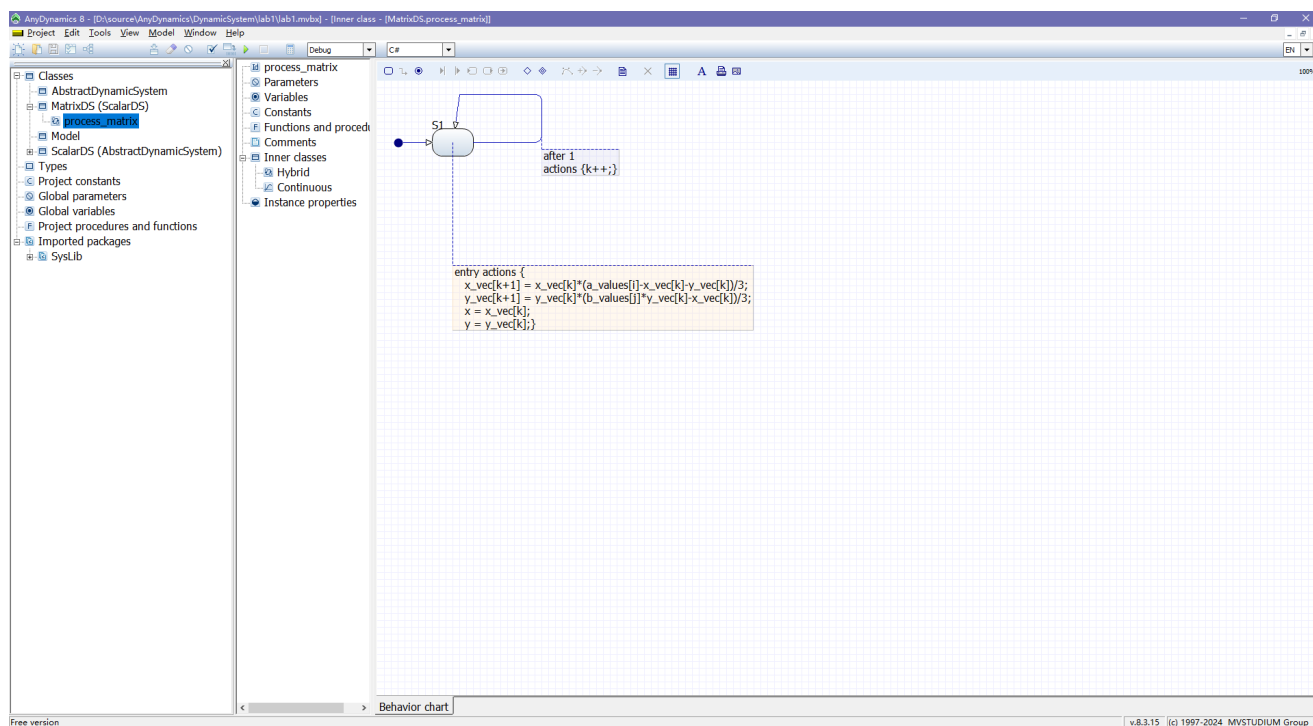 AnyDynamics 8 - [D:\source\AnyDynamics\DynamicSystem\lab1\lab1.mvbx] - [Inner class - [MatrixDS.process_matrix]]
Project Edit Tools View Model Window Help
Debug C# EN
Classes
AbstractDynamicSystem
MatrixDS (ScalarDS)
process_matrix
Model
ScalarDS (AbstractDynamicSystem)
Types
Project constants
Global parameters
Global variables
Project procedures and functions
Imported packages
SysLib
process_matrix
Parameters
Variables
Constants
Functions and procedu
Comments
Inner classes
Hybrid
Continuous
Instance properties
100%
S1
after 1
actions {k++;}
entry actions {
x_vec[k+1] = x_vec[k]*(a_values[i]-x_vec[k]-y_vec[k])/3;
y_vec[k+1] = y_vec[k]*(b_values[j]*y_vec[k]-x_vec[k])/3;
x = x_vec[k];
y = y_vec[k];}
Behavior chart
Free version v.8.3.15 (c) 1997-2024 MVSTUDIUM Group